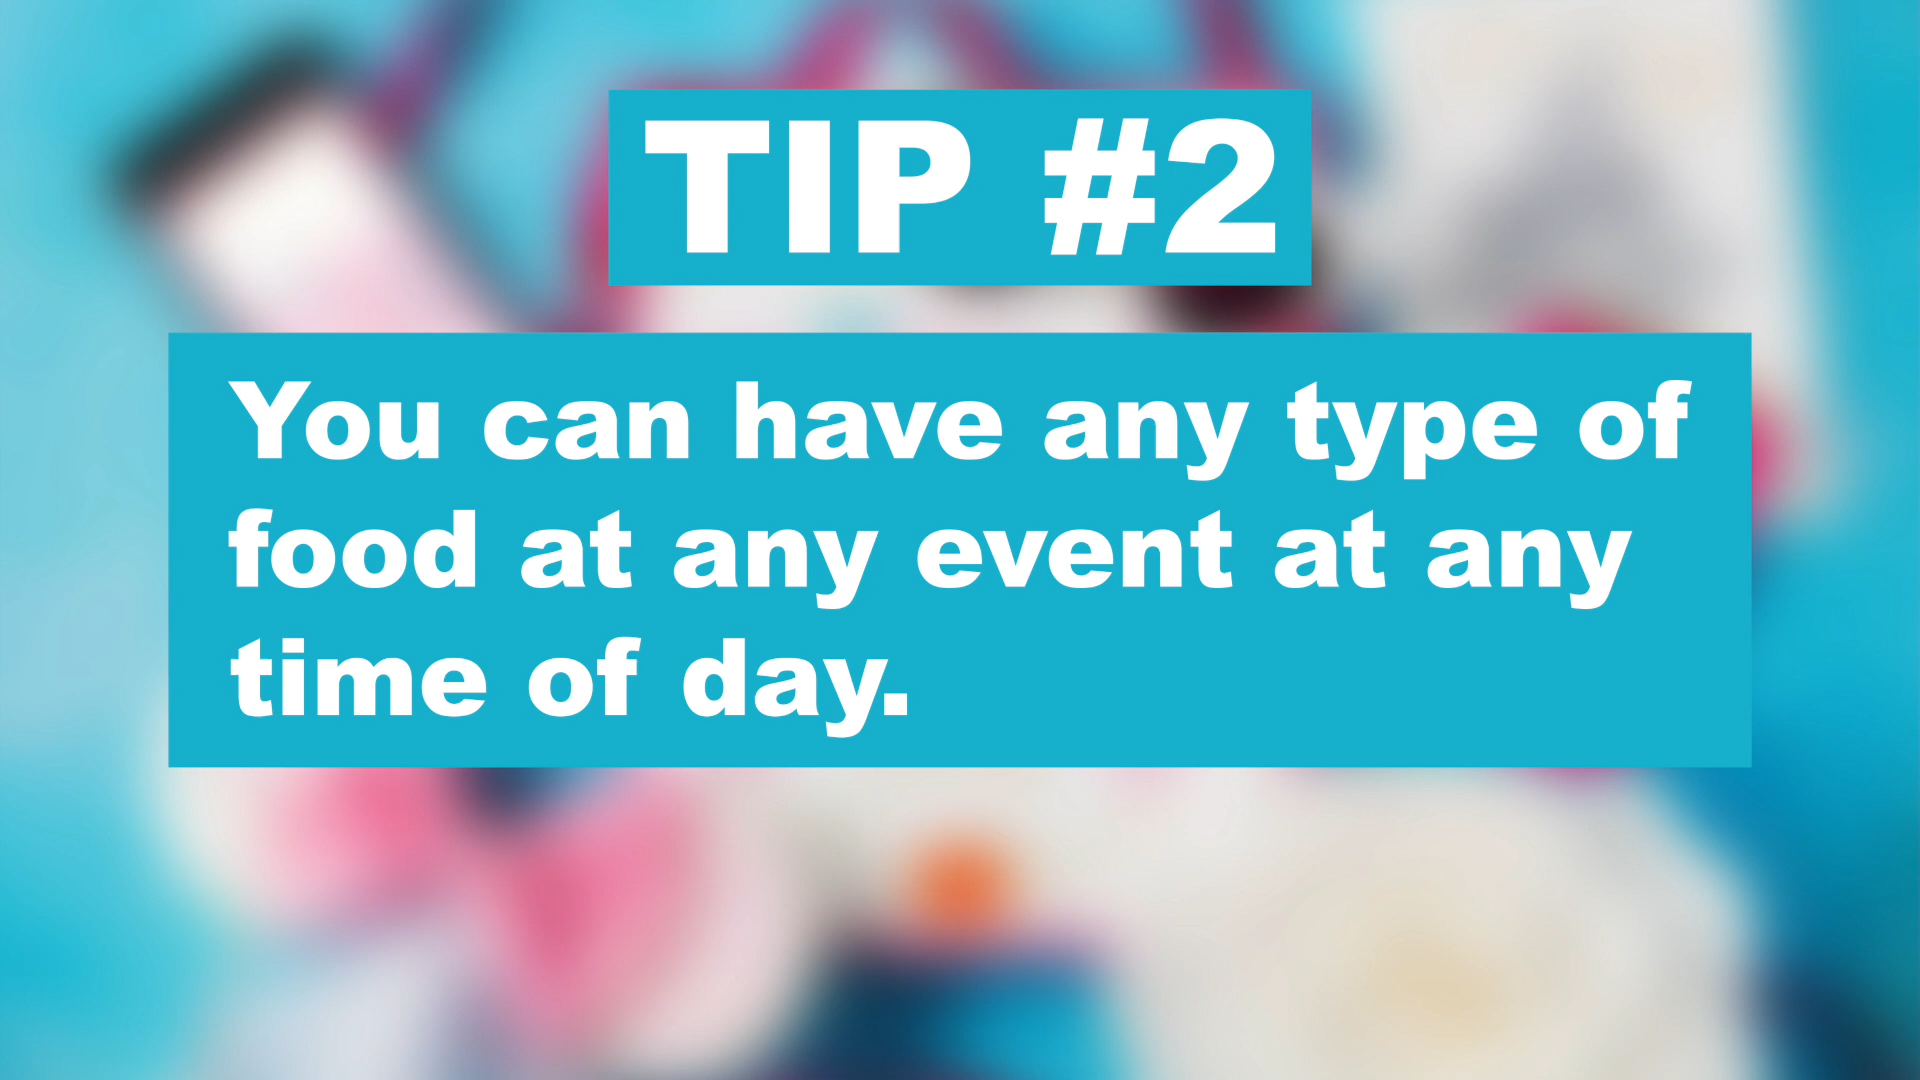 TIP #2
You can have any type of
food at any event at any
time of day.